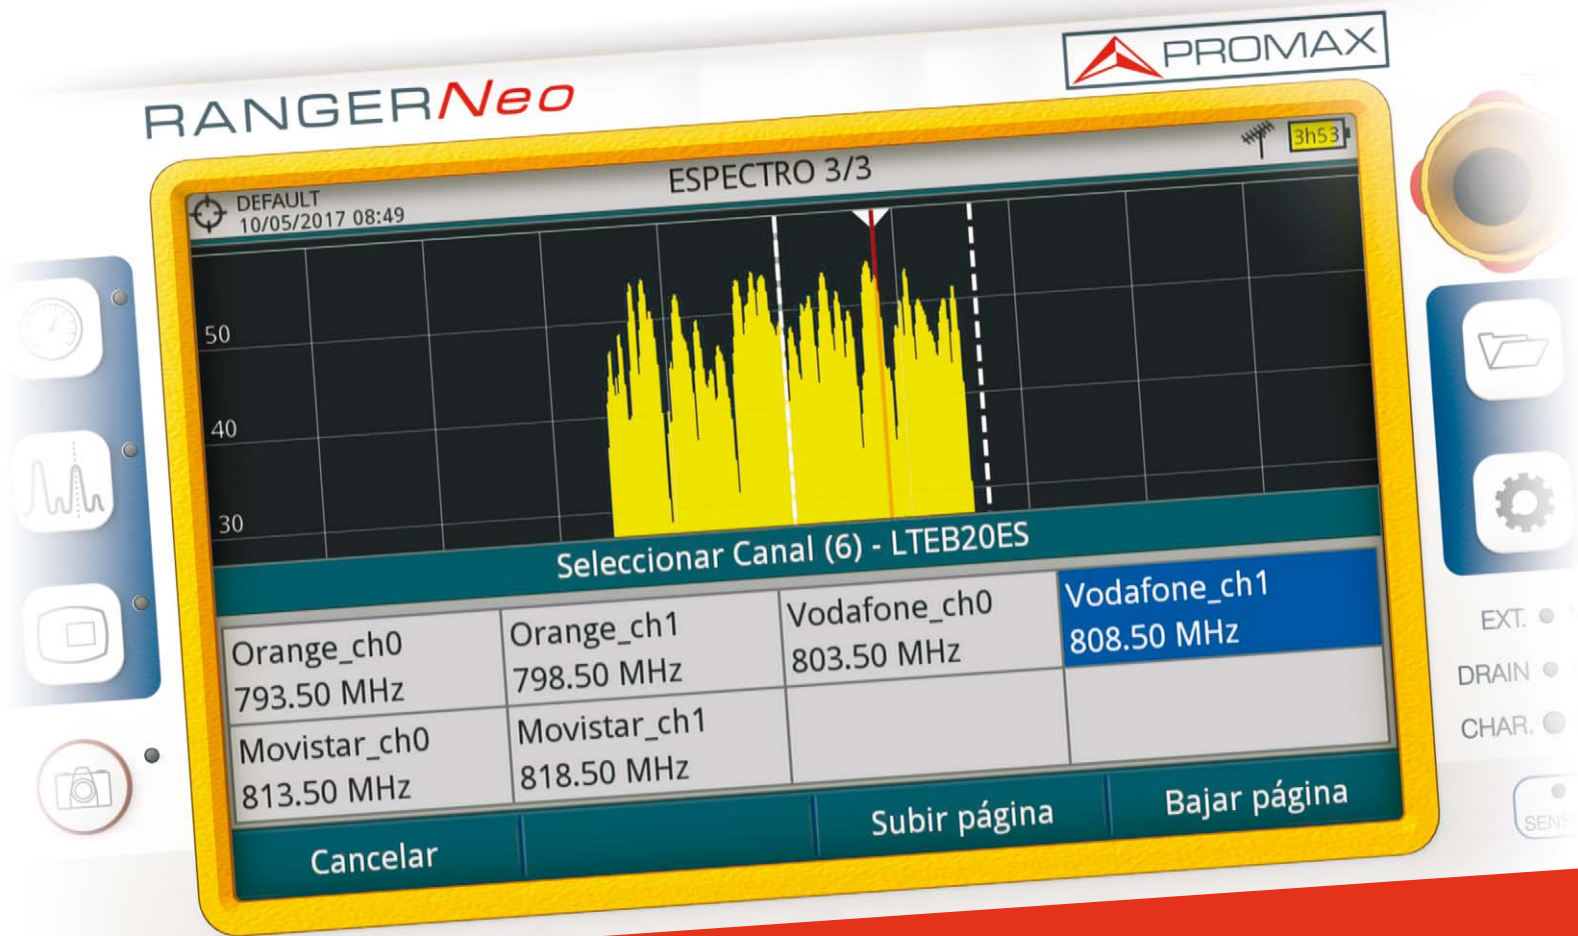 RANGERNeo
PROMAX
DEFAULT
10/05/2017 08:49
ESPECTRO 3/3
3h53
50
40
30
Seleccionar Canal (6) - LTEB20ES
Orange_ch0
793.50 MHz
Orange_ch1
798.50 MHz
Vodafone_ch0
803.50 MHz
Vodafone_ch1
808.50 MHz
Movistar_ch0
813.50 MHz
Movistar_ch1
818.50 MHz
Cancelar
Subir página
Bajar página
EXT.
DRAIN
CHAR.